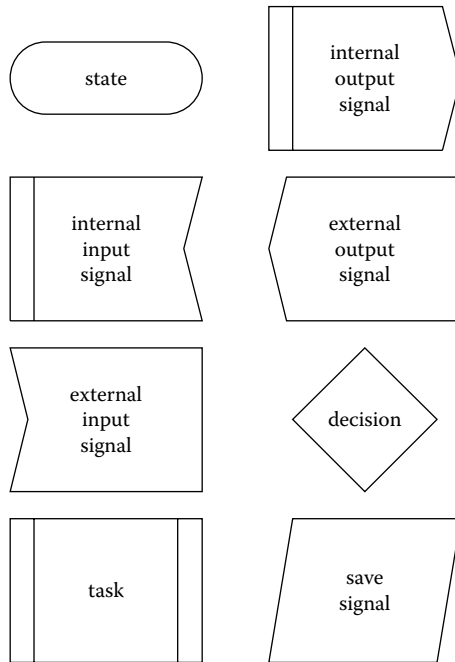 state
internal
output
signal
internal
input
signal
external
output
signal
external
input
signal
decision
task
save
signal